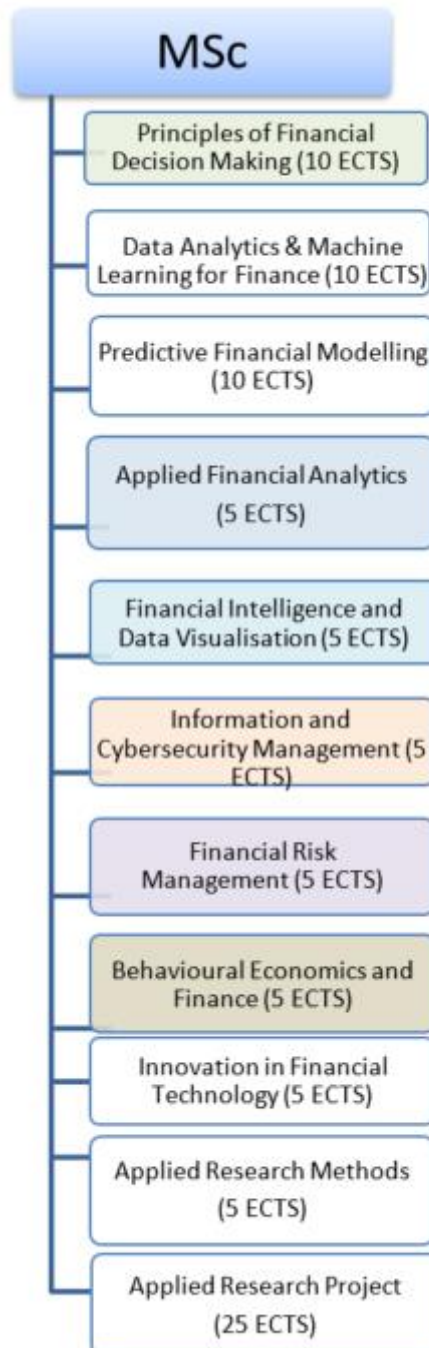 MSc
Principles of Financial
Decision Making (10 ECTS)
Data Analytics & Machine
Learning for Finance (10 ECTS)
Predictive Financial Modelling
(10 ECTS)
Applied Financial Analytics
(5 ECTS)
Financial Intelligence and
Data Visualisation (5 ECTS)
Information and
Cybersecurity Management (5
ECTS)
Financial Risk
Management (5 ECTS)
Behavioural Economics and
Finance (5 ECTS)
Innovation in Financial
Technology (5 ECTS)
Applied Research Methods
(5 ECTS)
Applied Research Project
(25 ECTS)